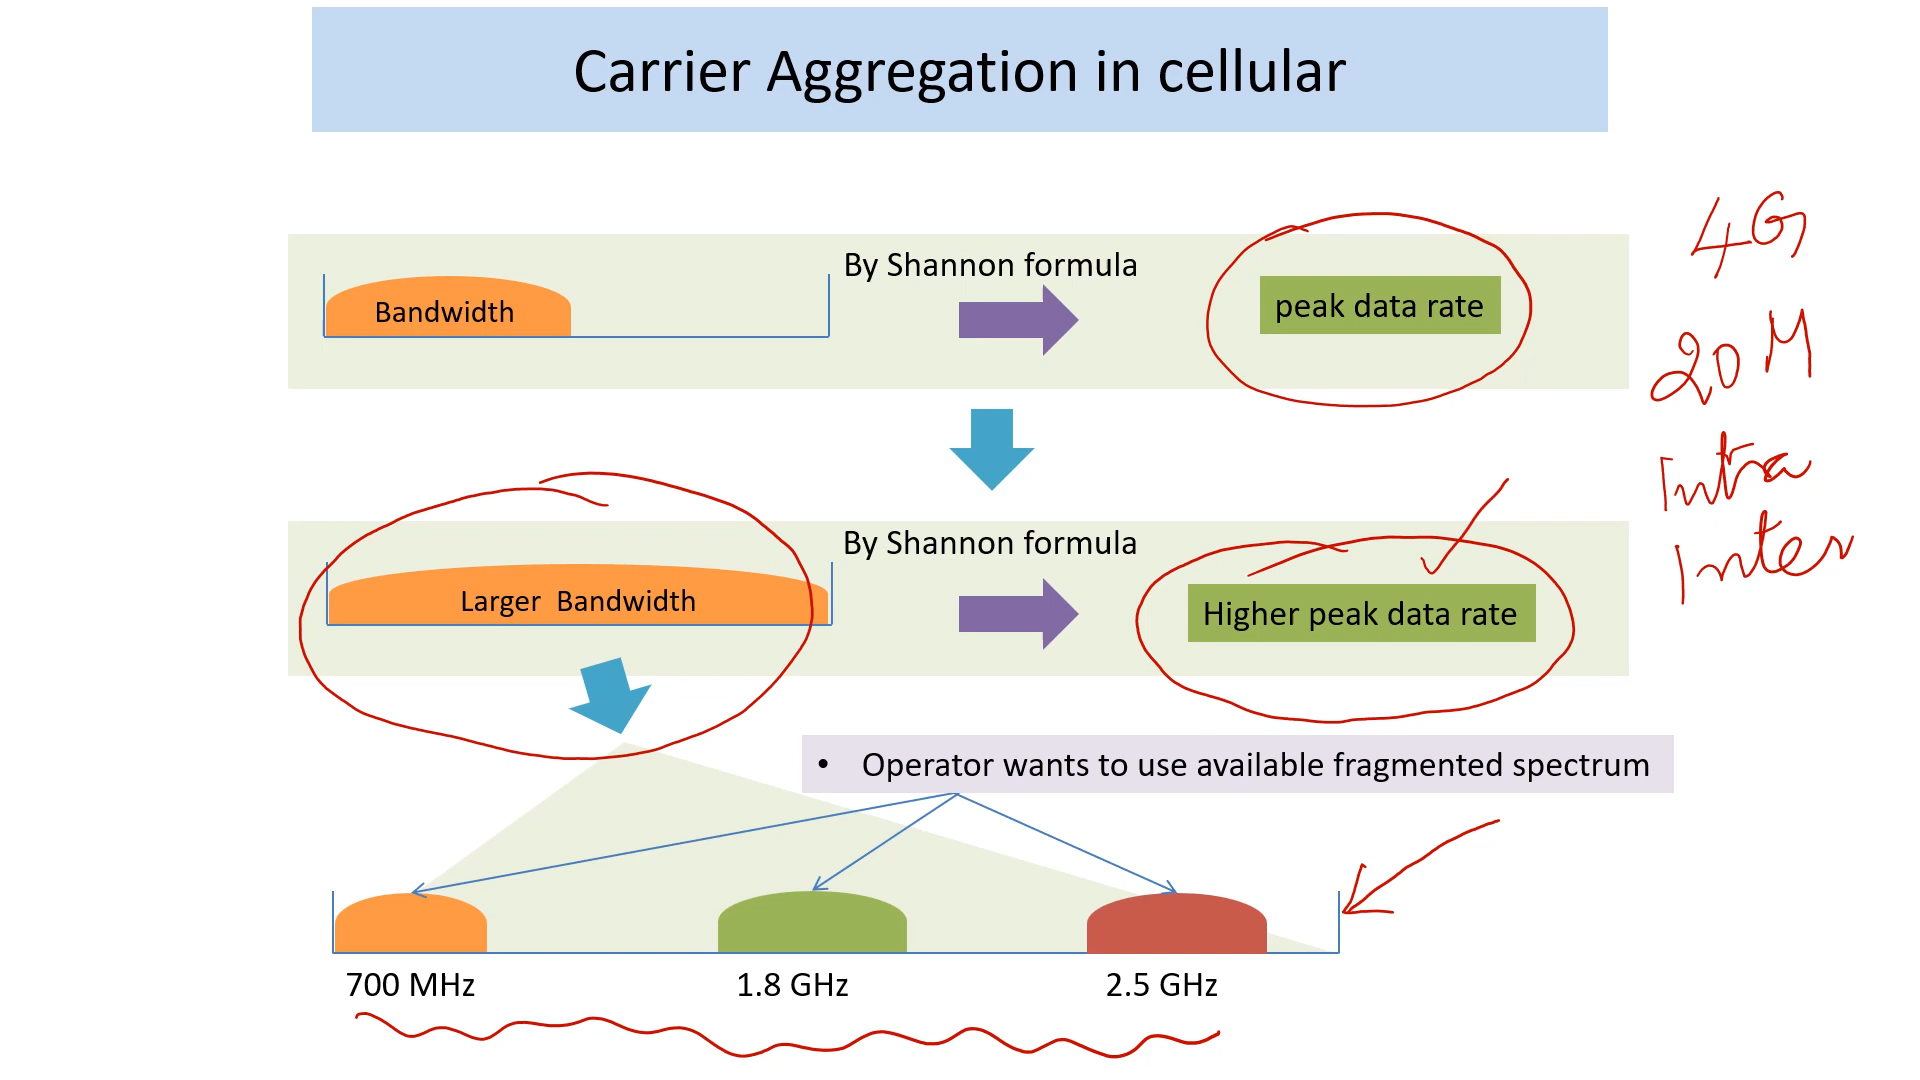 Carrier Aggregation in cellular
By Shannon formula
Bandwidth
peak data rate
By Shannon formula
Larger Bandwidth
Higher peak data rate
• Operator wants to use available fragmented spectrum
700 MHz
1.8 GHz
2.5 GHz
4G
20 M
Intra
Inter